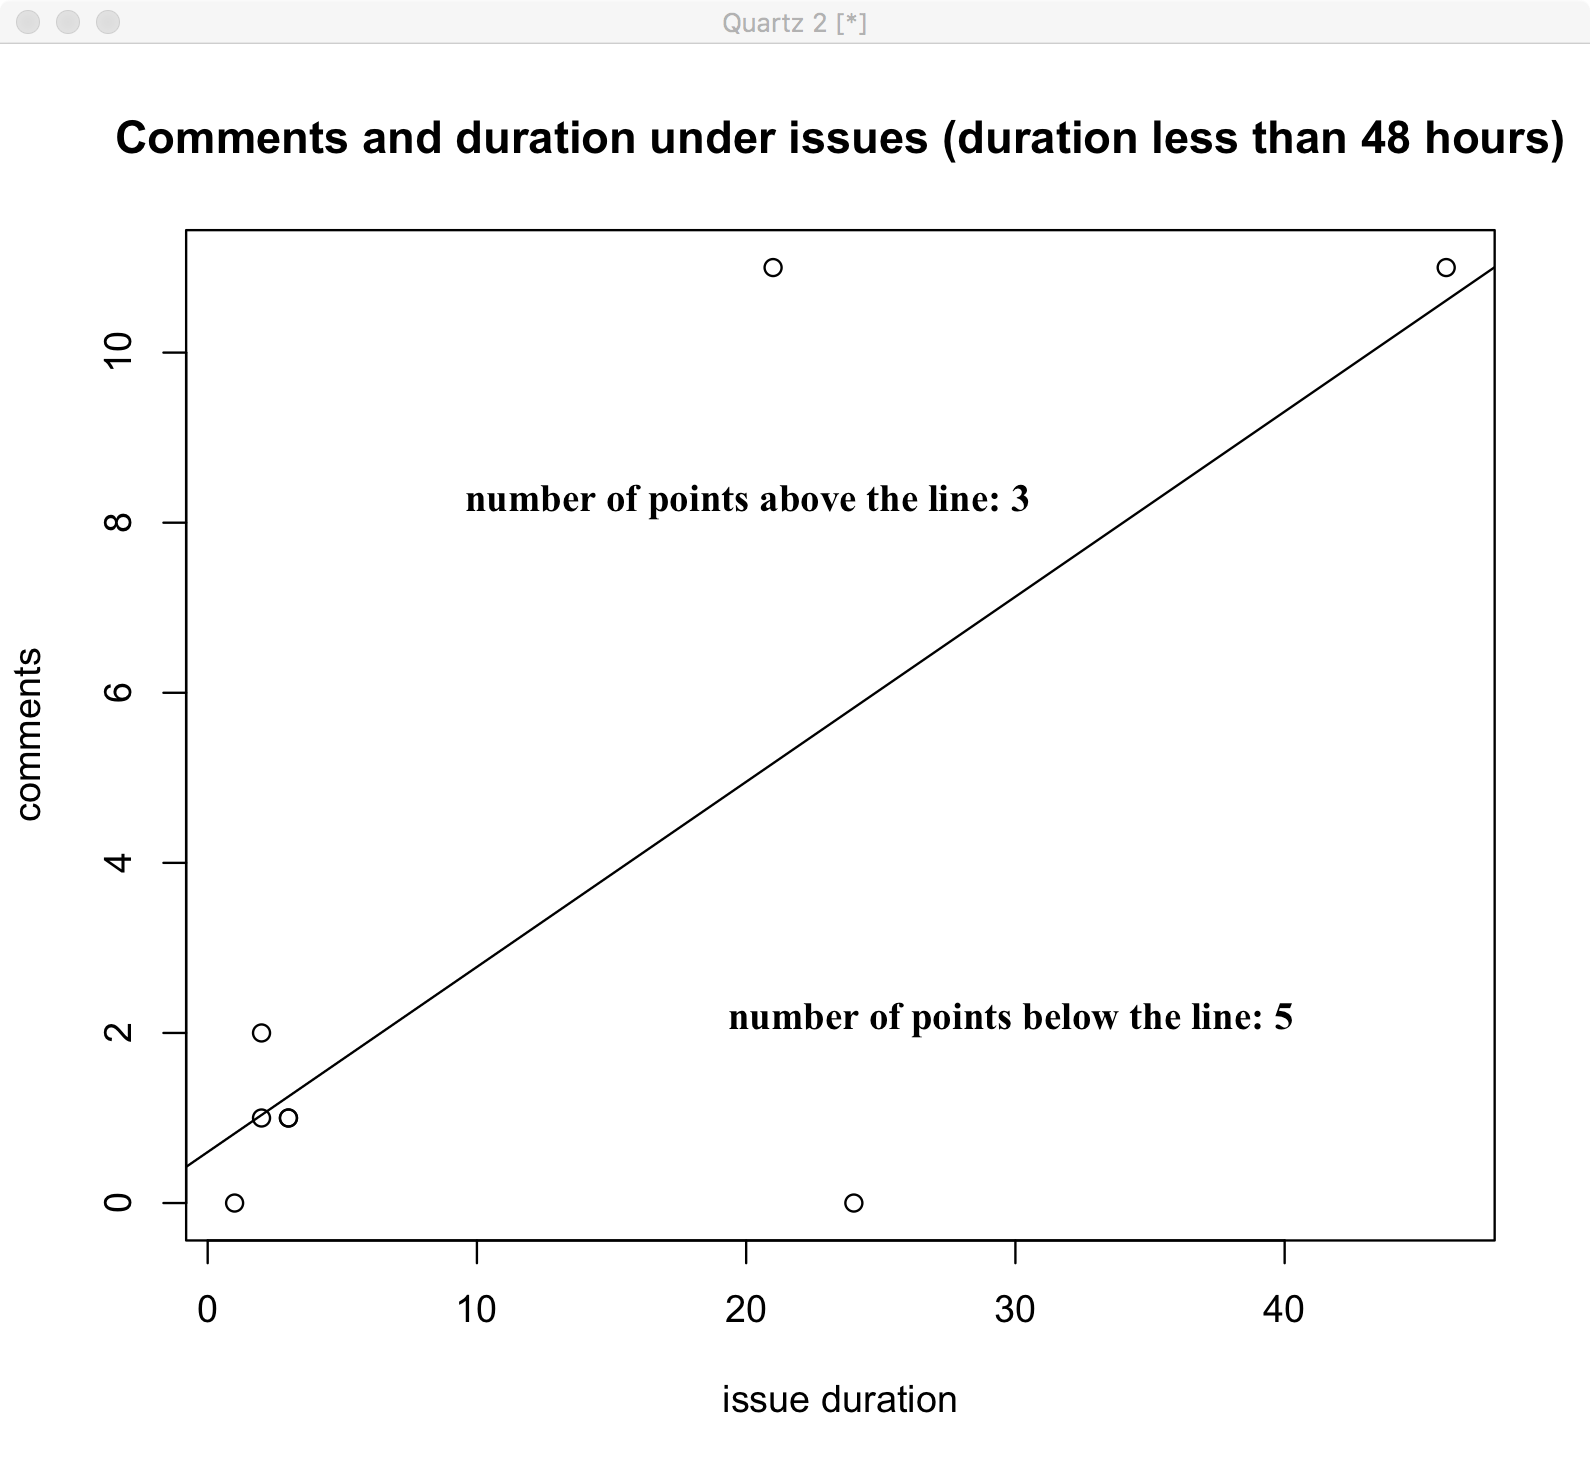 Quartz 2 [*]
Comments and duration under issues (duration less than 48 hours)
10
8
6
4
2
0
comments
number of points above the line: 3
number of points below the line: 5
0 10 20 30 40
issue duration